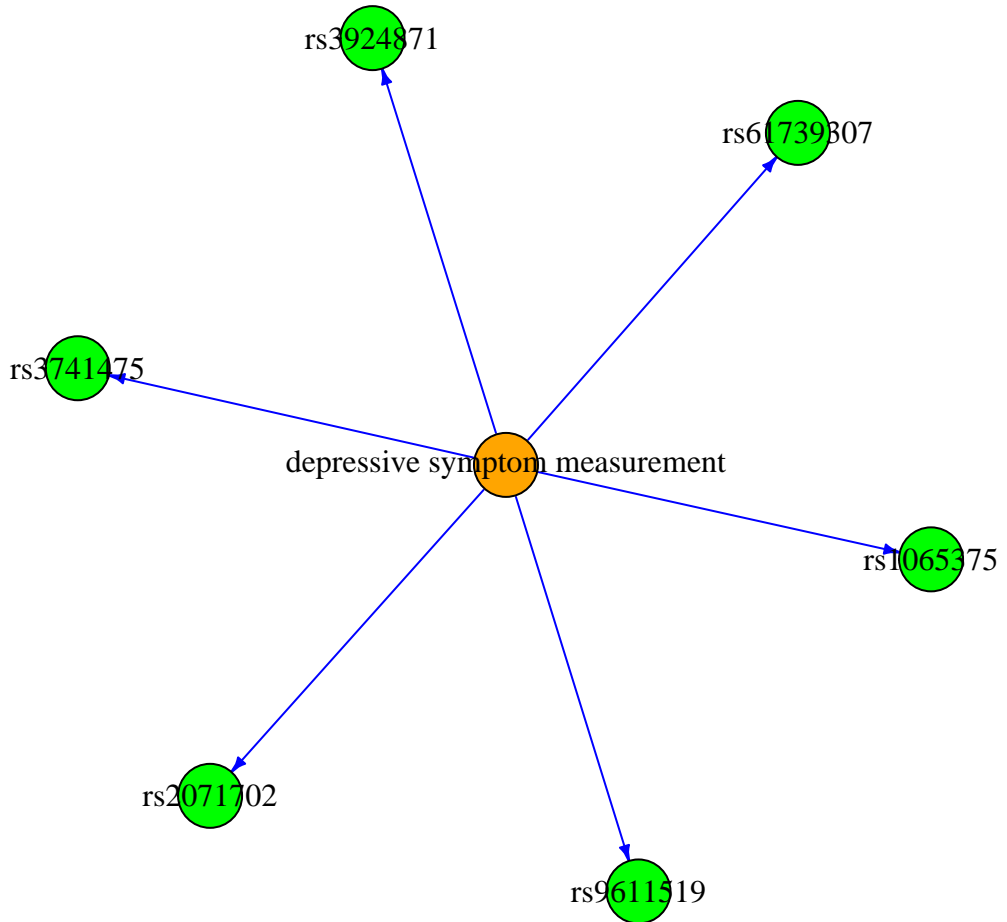 rs3924871
rs61739307
rs3741475
depressive symptom measurement
rs1065375
rs2071702
rs9611519